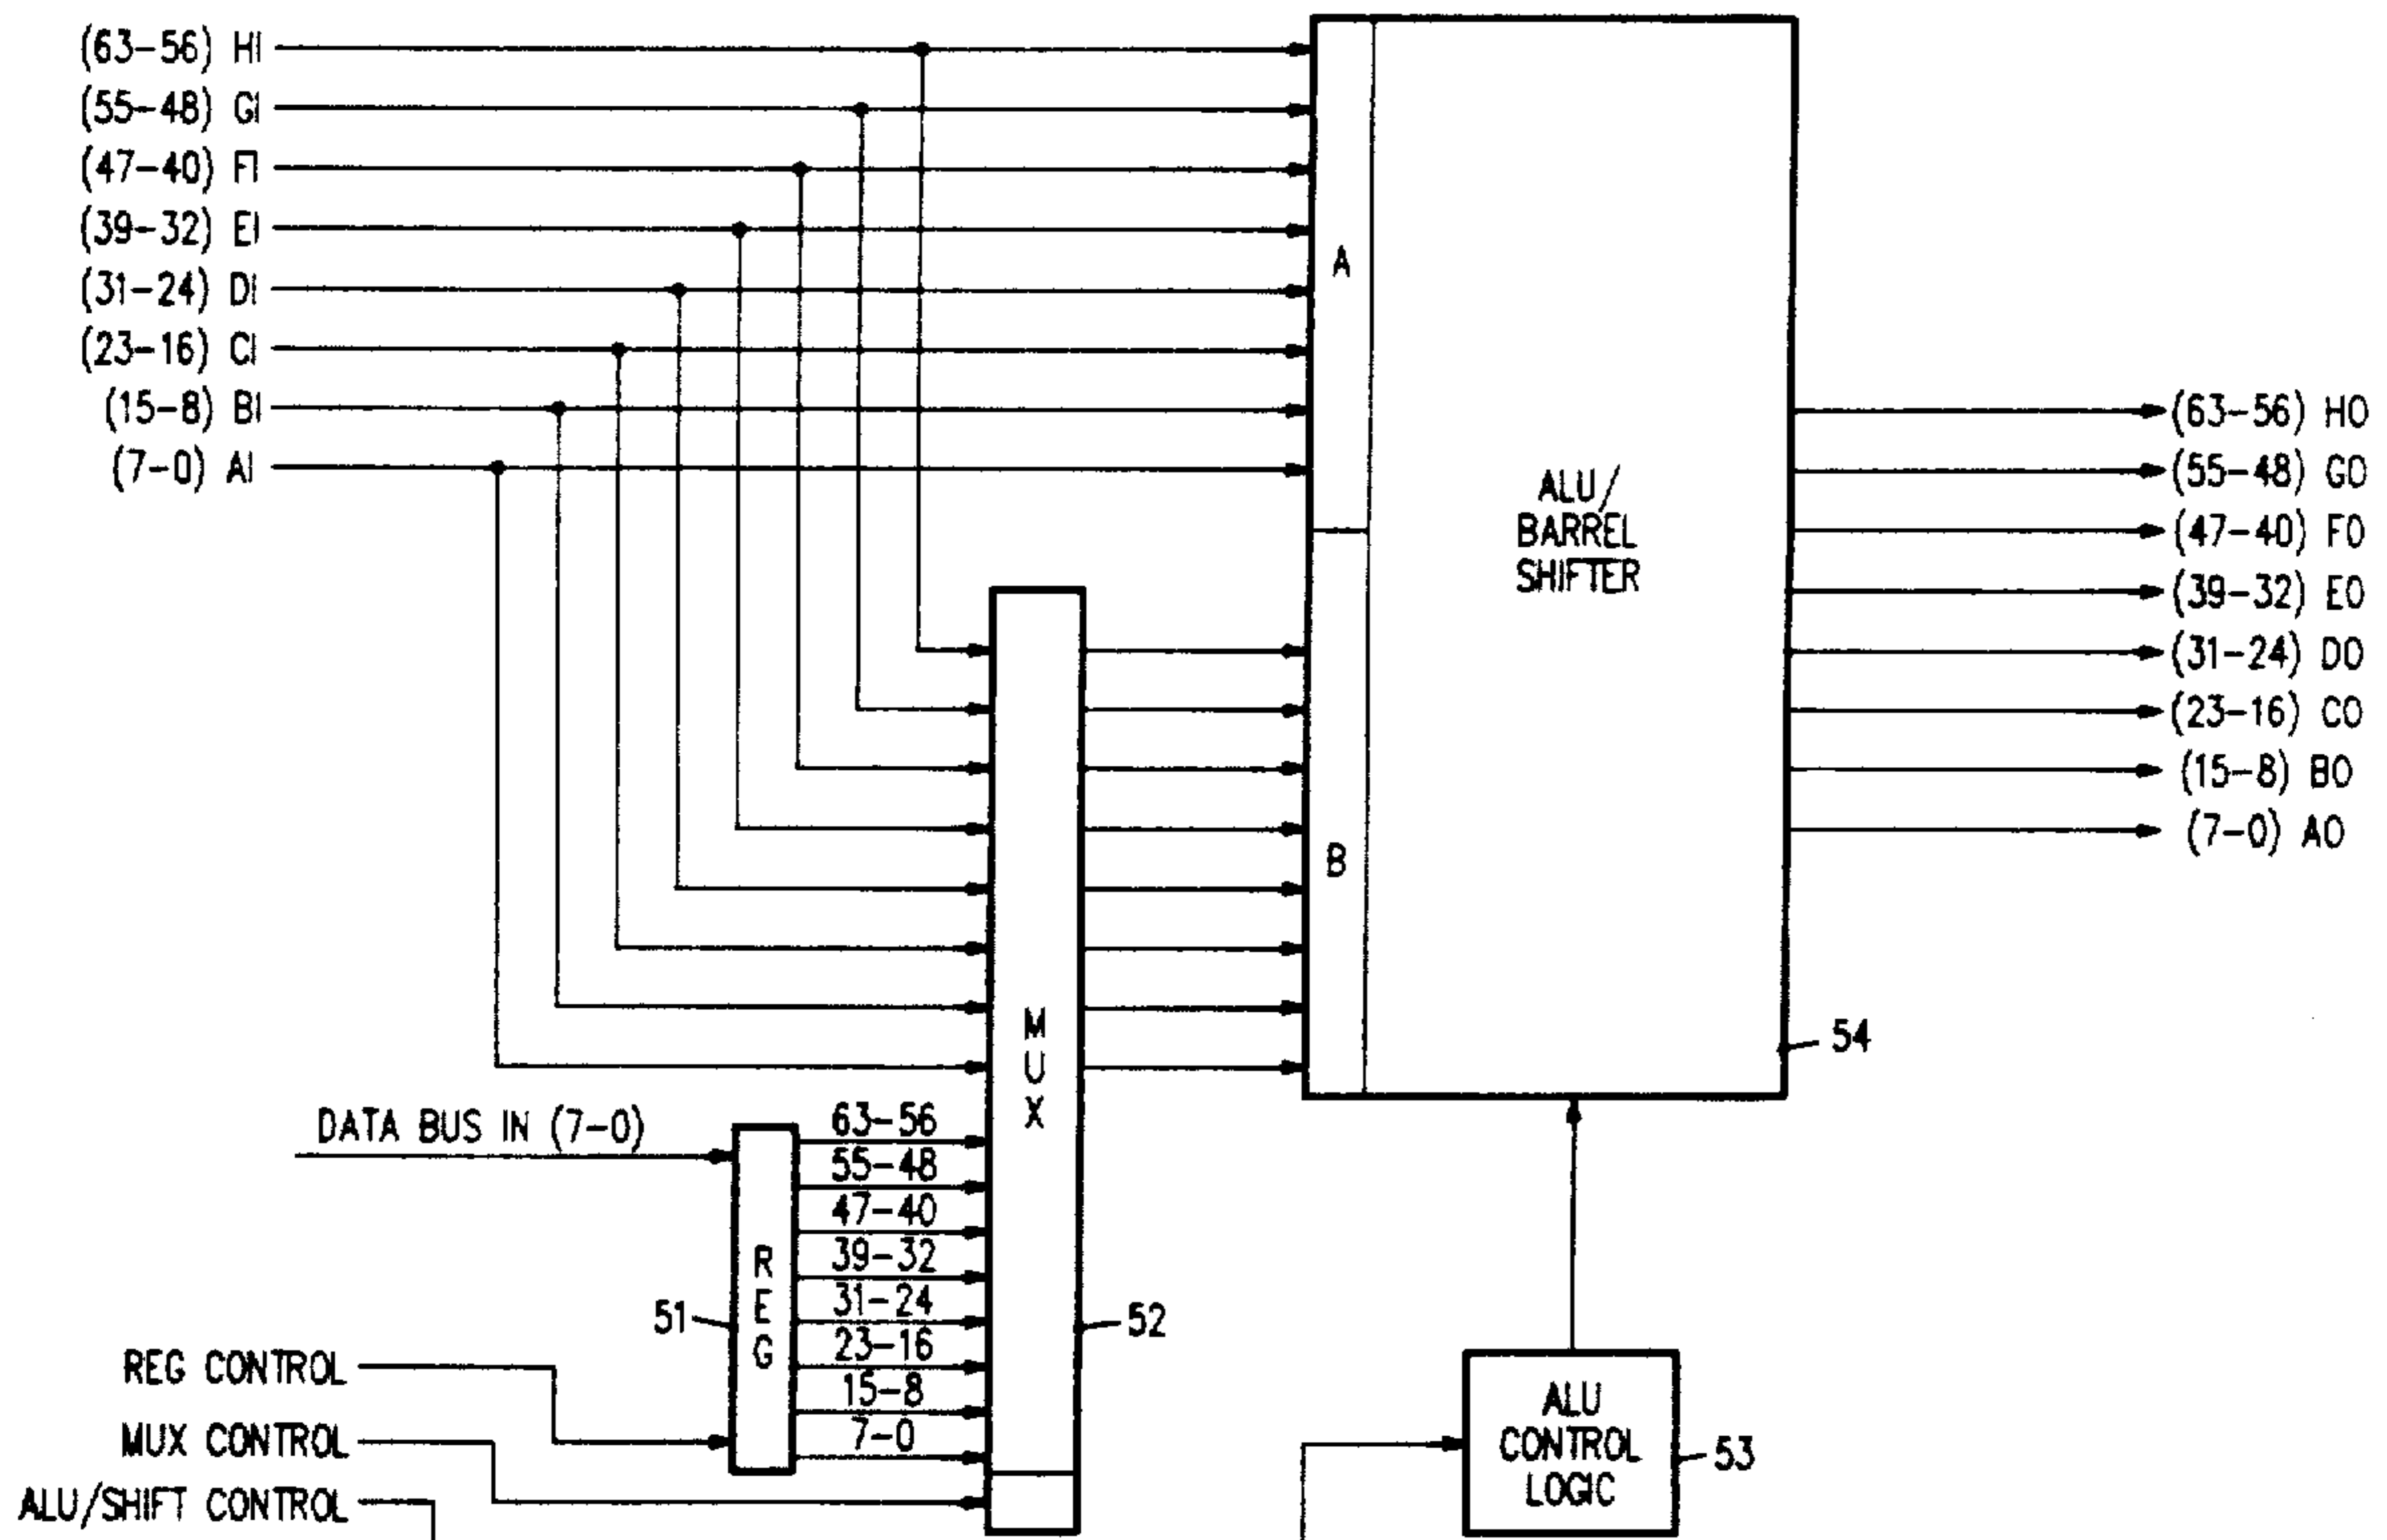 (63-56) HI
(55-48) GI
(47-40) FI
(39-32) EI
(31-24) DI
(23-16) CI
(15-8) BI
(7-0) AI
A
B
ALU/
BARREL
SHIFTER
(63-56) HO
(55-48) GO
(47-40) FO
(39-32) EO
(31-24) DO
(23-16) CO
(15-8) BO
(7-0) AO
54
MUX
52
DATA BUS IN (7-0)
REG
51
63-56
55-48
47-40
39-32
31-24
23-16
15-8
7-0
REG CONTROL
MUX CONTROL
ALU/SHIFT CONTROL
ALU
CONTROL
LOGIC
53